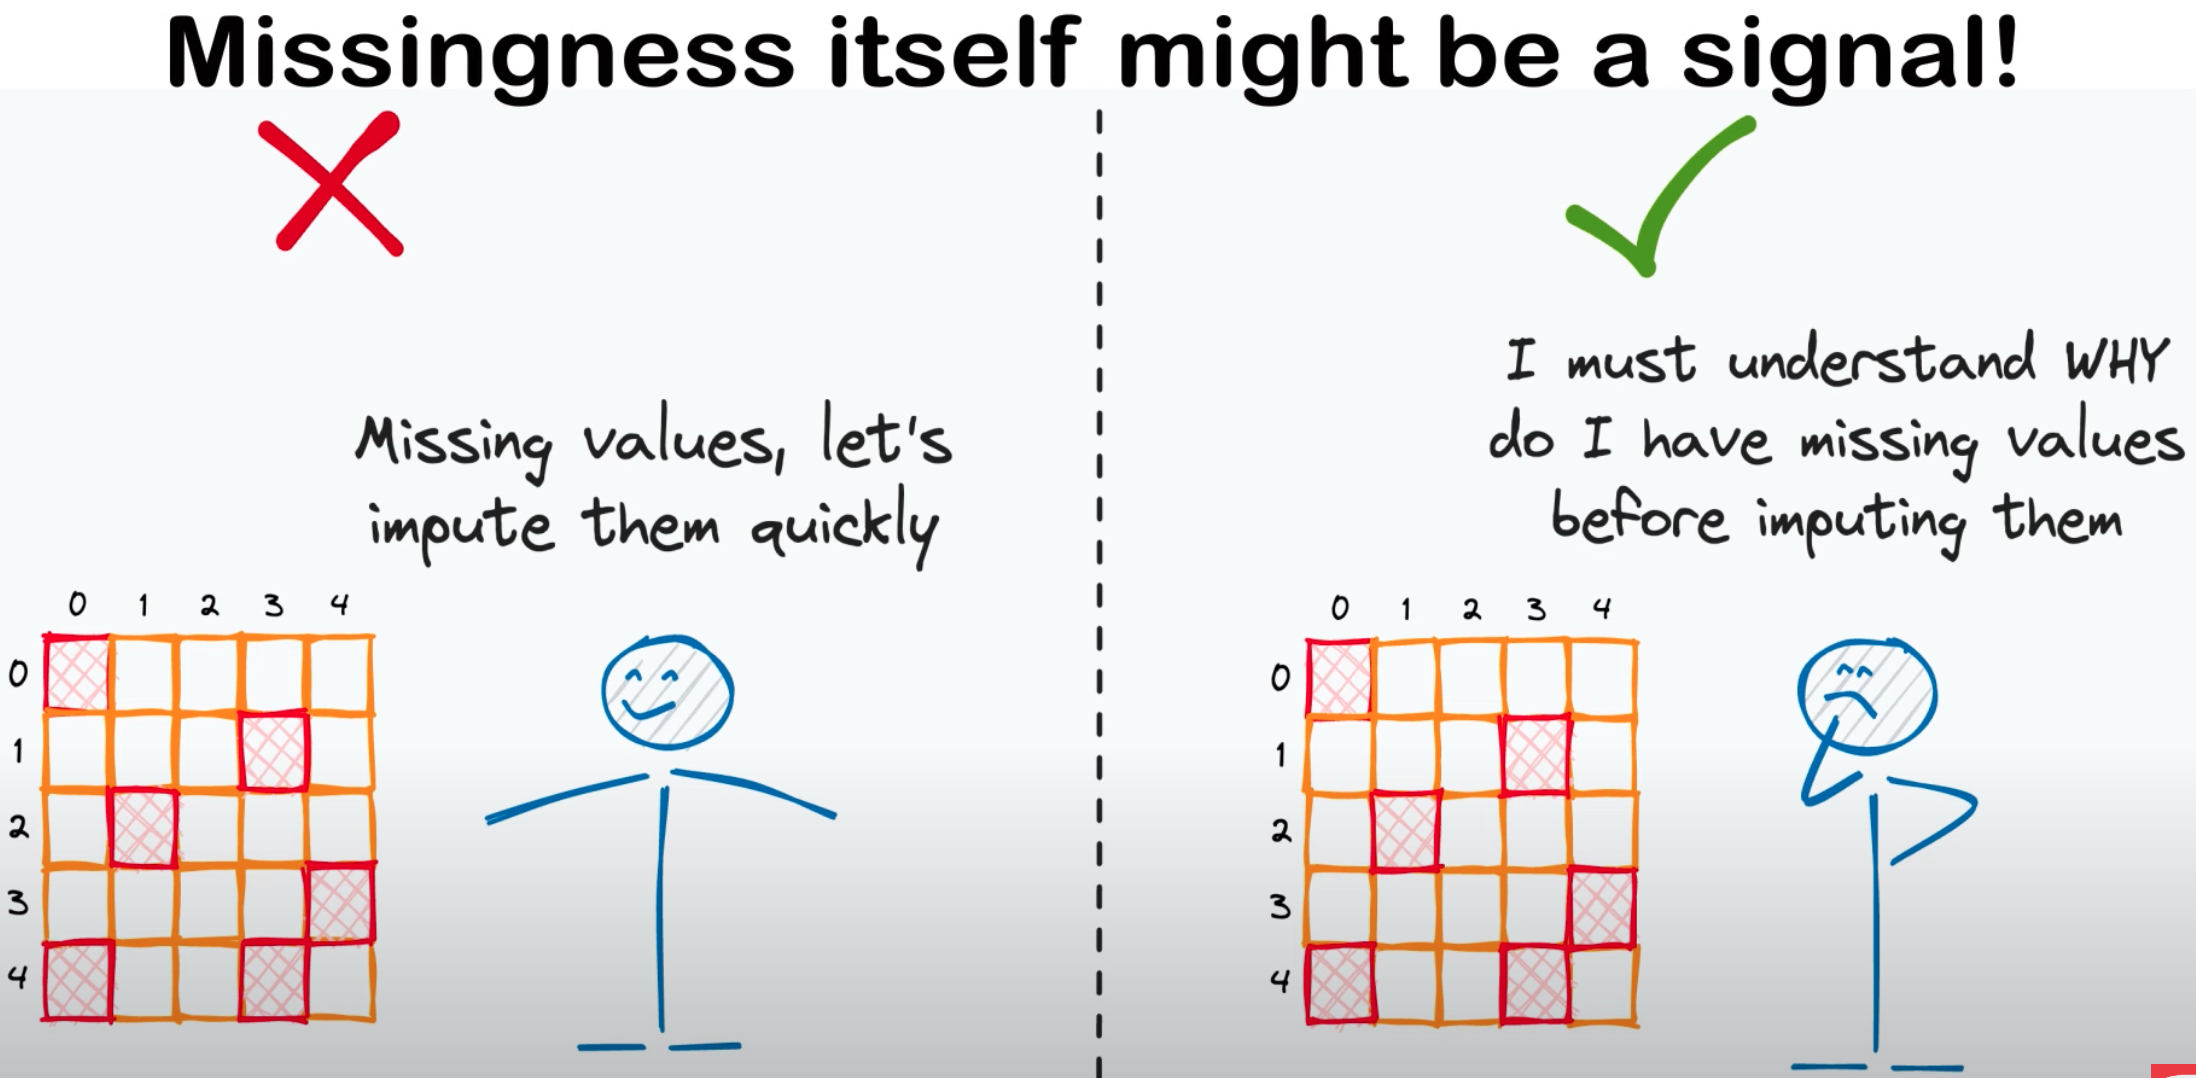 Missingness itself might be a signal!
Missing values, let's
impute them quickly
0 1 2 3 4
0
1
2
3
4
I must understand WHY
do I have missing values
before imputing them
0 1 2 3 4
0
1
2
3
4